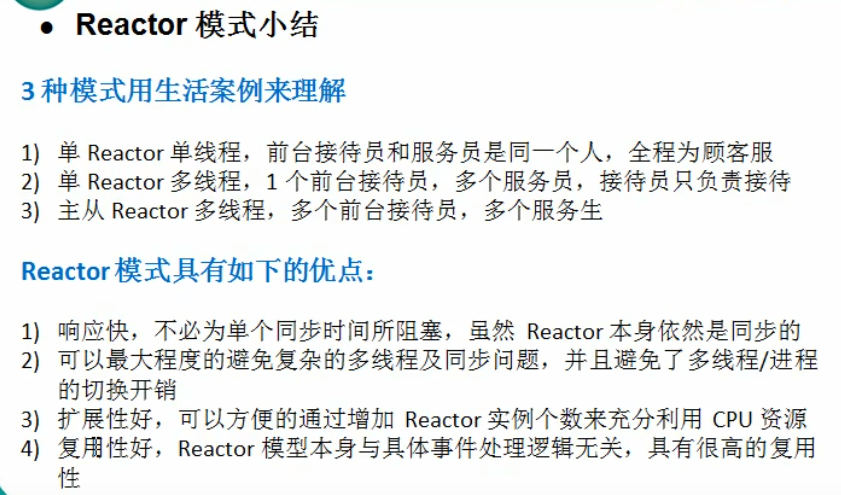 ● Reactor 模式小结
3 种模式用生活案例来理解
1) 单 Reactor 单线程，前台接待员和服务员是同一个人，全程为顾客服
2) 单 Reactor 多线程，1 个前台接待员，多个服务员，接待员只负责接待
3) 主从 Reactor 多线程，多个前台接待员，多个服务生
Reactor 模式具有如下的优点：
1) 响应快，不必为单个同步时间所阻塞，虽然 Reactor 本身依然是同步的
2) 可以最大程度的避免复杂的多线程及同步问题，并且避免了多线程/进程
的切换开销
3) 扩展性好，可以方便的通过增加 Reactor 实例个数来充分利用 CPU 资源
4) 复用性好，Reactor 模型本身与具体事件处理逻辑无关，具有很高的复用
性